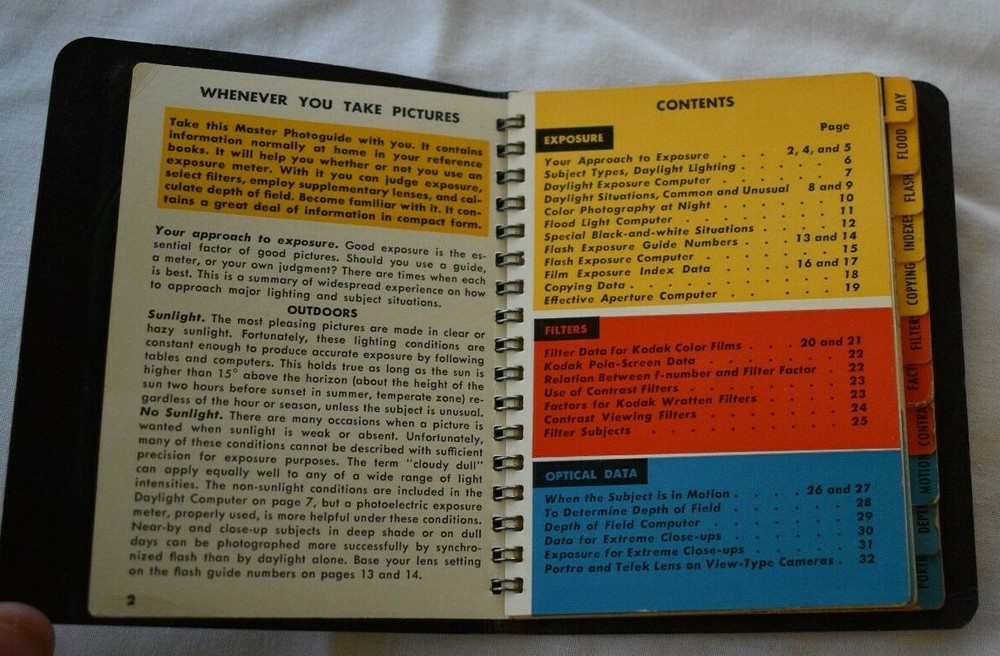 WHENEVER YOU TAKE PICTURES
Take this Master Photoguide with you. It contains
information normally at home in your reference
books. It will help you whether or not you use an
exposure meter. With it you can judge exposure,
select filters, employ supplementary lenses, and cal-
culate depth of field. Become familiar with it. It con-
tains a great deal of information in compact form.
Your approach to exposure. Good exposure is the es-
sential factor of good pictures. Should you use a guide,
a meter, or your own judgment? There are times when each
is best. This is a summary of widespread experience on how
to approach major lighting and subject situations.
OUTDOORS
Sunlight. The most pleasing pictures are made in clear or
hazy sunlight. Fortunately, these lighting conditions are
constant enough to produce accurate exposure by following
tables and computers. This holds true as long as the sun is
higher than 15° above the horizon (about the height of the
sun two hours before sunset in summer, temperate zone) re-
gardless of the hour or season, unless the subject is unusual.
No Sunlight. There are many occasions when a picture is
wanted when sunlight is weak or absent. Unfortunately,
many of these conditions cannot be described with sufficient
precision for exposure purposes. The term "cloudy dull"
can apply equally well to any of a wide range of light
intensities. The non-sunlight conditions are included in the
Daylight Computer on page 7, but a photoelectric exposure
meter, properly used, is more helpful under these conditions.
Near-by and close-up subjects in deep shade or on dull
days can be photographed more successfully by synchro-
nized flash than by daylight alone. Base your lens setting
on the flash guide numbers on pages 13 and 14.
2
CONTENTS
Page
EXPOSURE
Your Approach to Exposure . . . 2, 4, and 5
Subject Types, Daylight Lighting . . . . . 6
Daylight Exposure Computer . . . . . . 7
Daylight Situations, Common and Unusual 8 and 9
Color Photography at Night . . . . . . 10
Flood Light Computer . . . . . . . 11
Special Black-and-white Situations . . . . . 12
Flash Exposure Guide Numbers . . . 13 and 14
Flash Exposure Computer . . . . . . 15
Film Exposure Index Data . . . . 16 and 17
Copying Data . . . . . . . . . 18
Effective Aperture Computer . . . . . 19
FILTERS
Filter Data for Kodak Color Films . . . 20 and 21
Kodak Pola-Screen Data . . . . . . . 22
Relation Between f-number and Filter Factor . 22
Use of Contrast Filters . . . . . . . 23
Factors for Kodak Wratten Filters . . . . 23
Contrast Viewing Filters . . . . . . 24
Filter Subjects . . . . . . . . 25
OPTICAL DATA
When the Subject is in Motion . . . . 26 and 27
To Determine Depth of Field . . . . . 28
Depth of Field Computer . . . . . . 29
Data for Extreme Close-ups . . . . . 30
Exposure for Extreme Close-ups . . . . . 31
Portra and Telek Lens on View-Type Cameras . 32
DAY
FLOOD
FLASH
INDEXE
COPYING
FILTER
FACT
CONTRA
MOTIO
DEPT
PORT